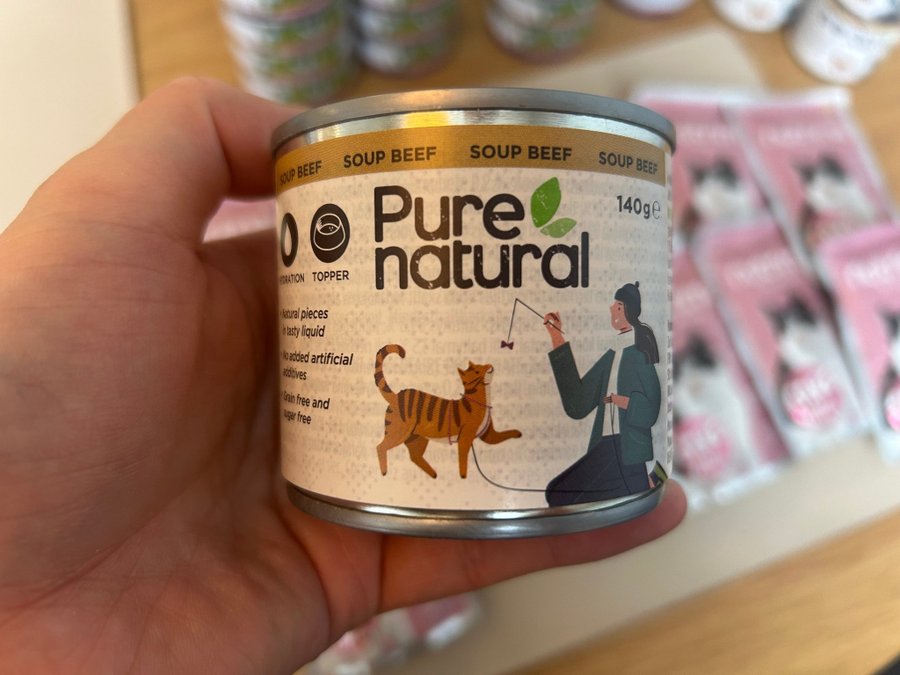 SOUP BEEF SOUP BEEF SOUP BEEF SOUP BEEF
Pure
natural
140g e
TOPPER
Natural pieces
in tasty liquid
No added artificial
additives
Grain free and
sugar free